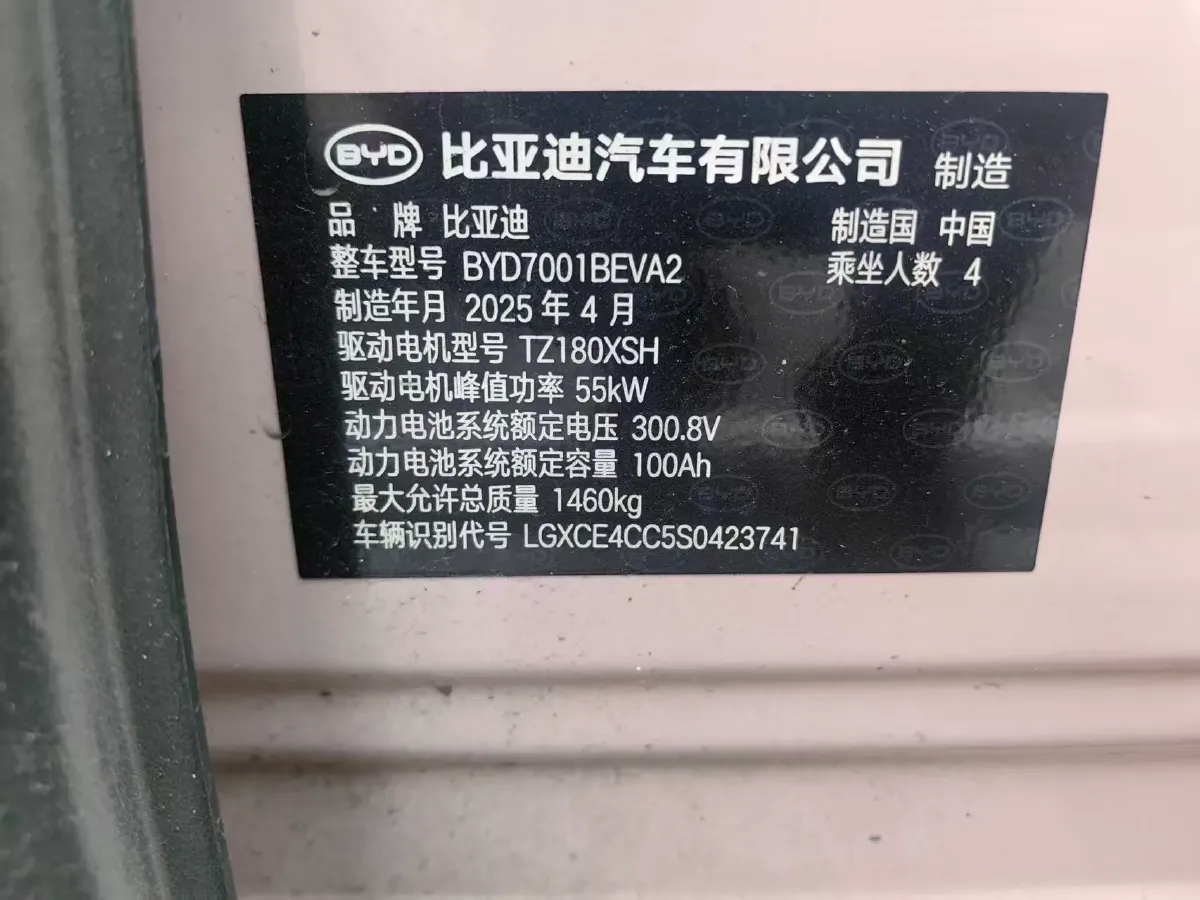 BYD 比亚迪汽车有限公司 制造
品 牌 比亚迪 制造国 中国
整车型号 BYD7001BEVA2 乘坐人数 4
制造年月 2025 年 4 月
驱动电机型号 TZ180XSH
驱动电机峰值功率 55kW
动力电池系统额定电压 300.8V
动力电池系统额定容量 100Ah
最大允许总质量 1460kg
车辆识别代号 LGXCE4CC5S0423741